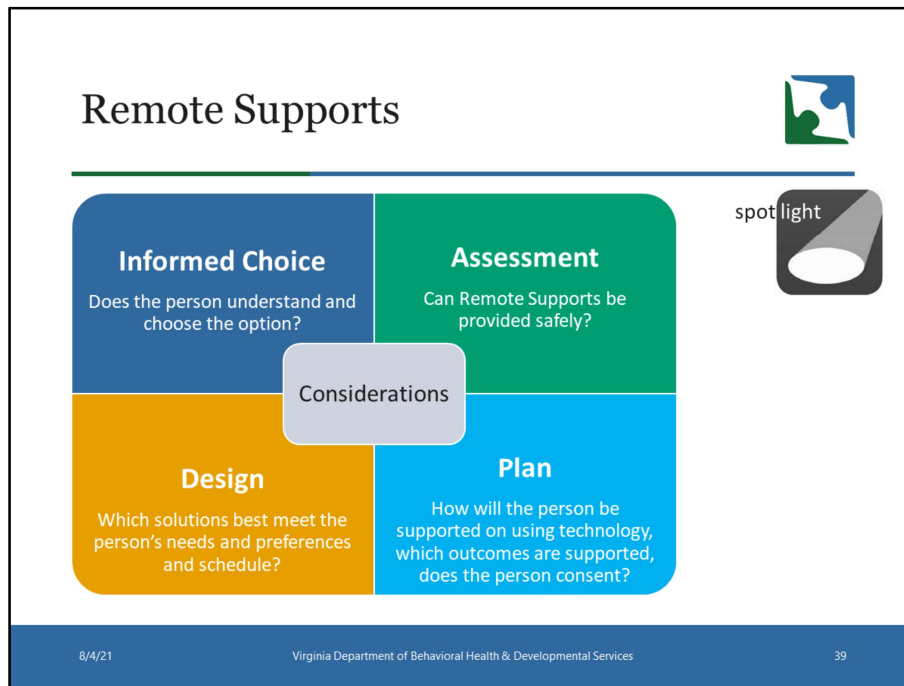 Remote Supports
spotlight
Informed Choice
Does the person understand and
choose the option?
Assessment
Can Remote Supports be
provided safely?
Considerations
Design
Which solutions best meet the
person's needs and preferences
and schedule?
Plan
How will the person be
supported on using technology,
which outcomes are supported,
does the person consent?
8/4/21
Virginia Department of Behavioral Health & Developmental Services
39